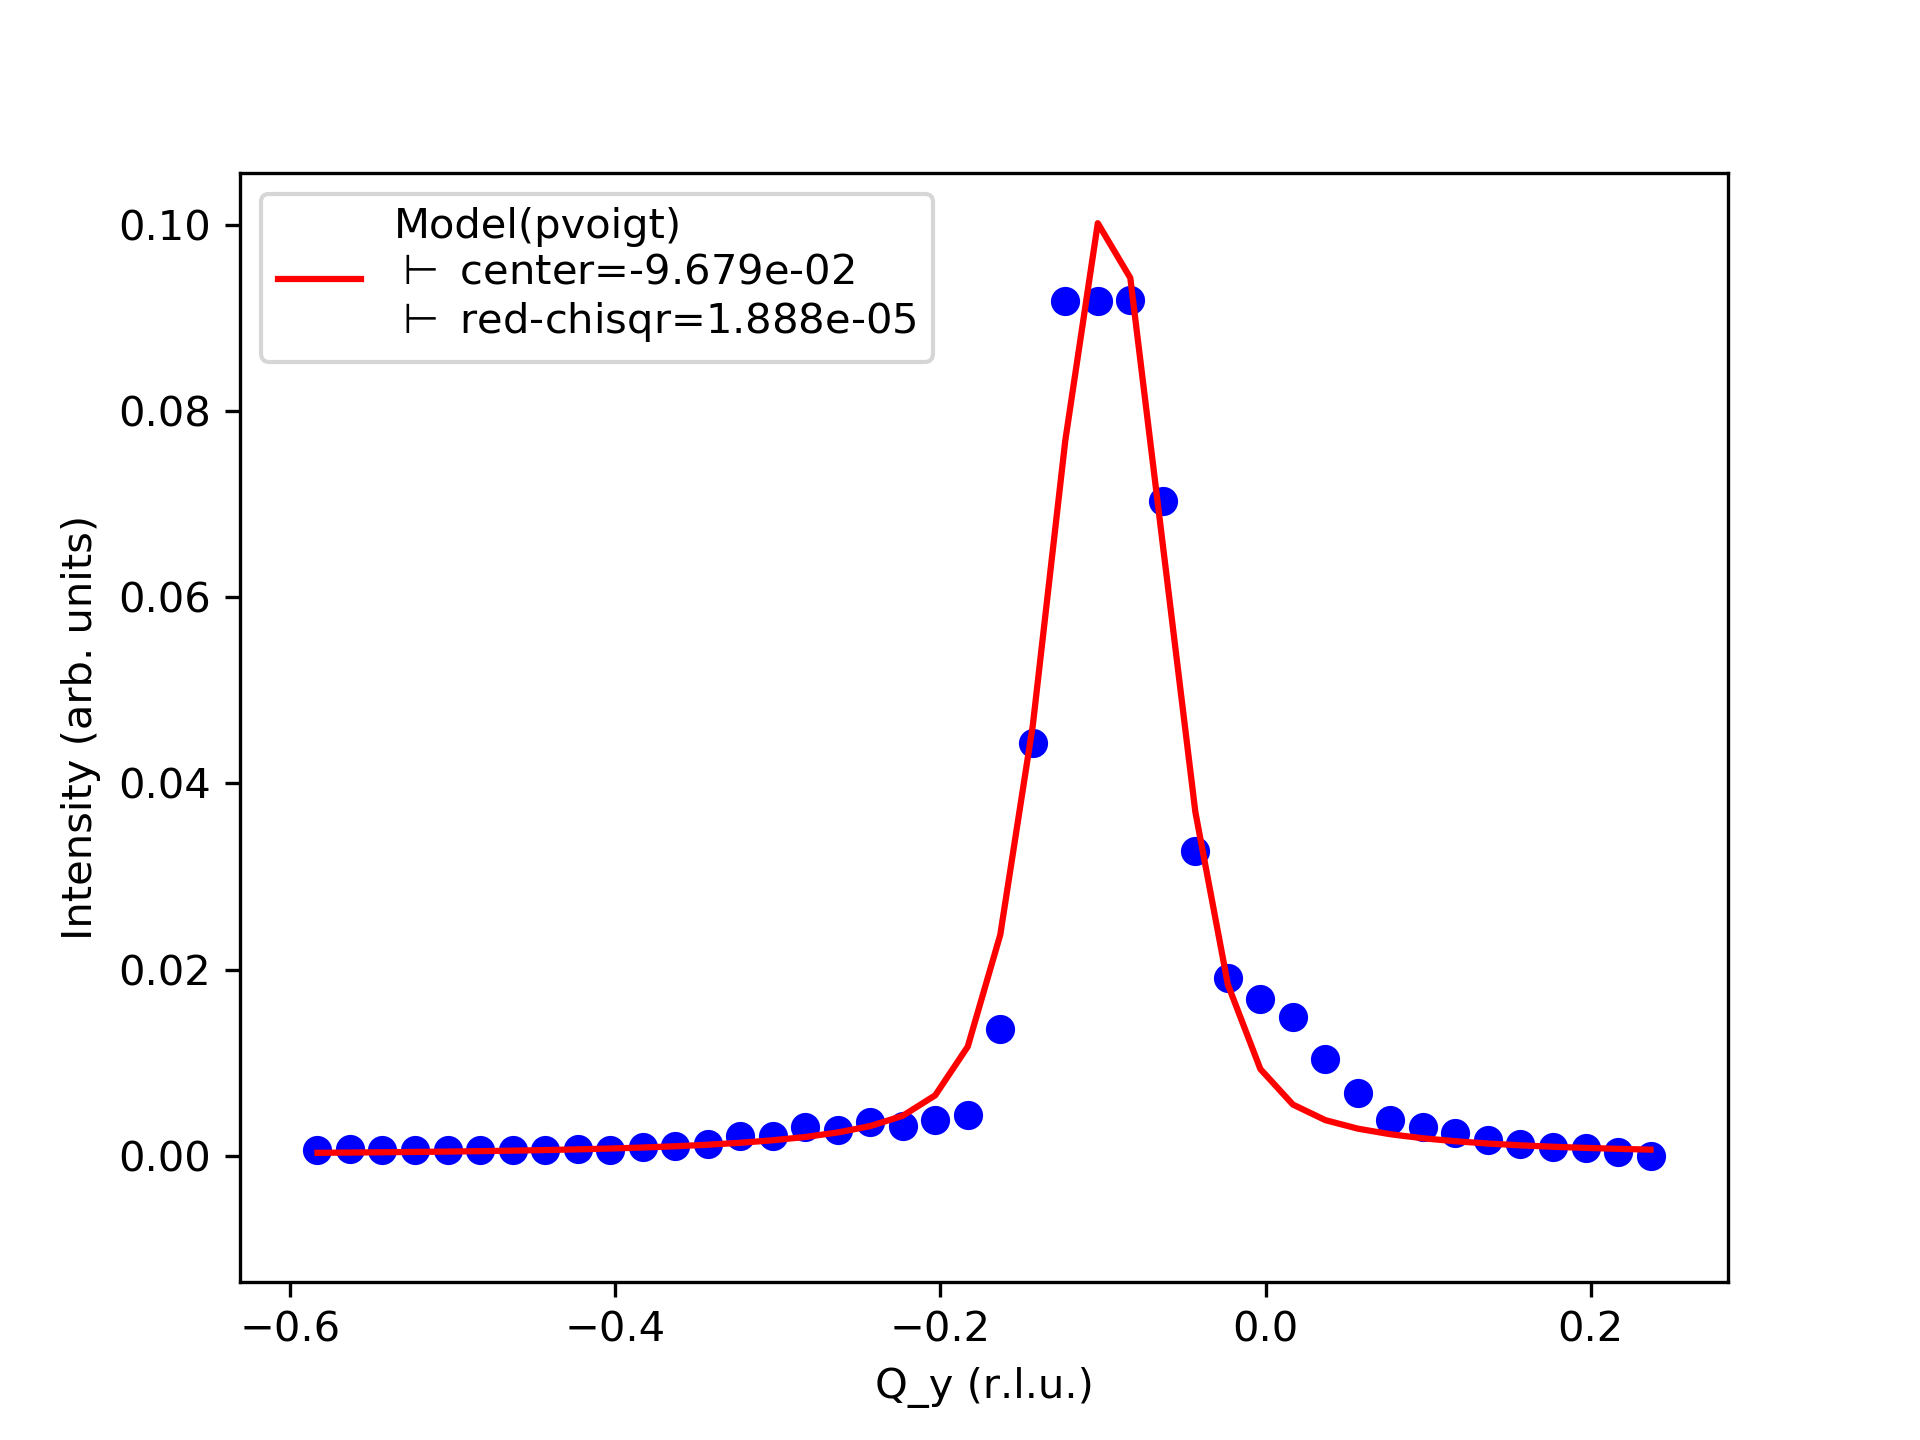 Model(pvoigt)
⊢ center=-9.679e-02
⊢ red-chisqr=1.888e-05
0.10
0.08
0.06
0.04
0.02
0.00
Intensity (arb. units)
−0.6 −0.4 −0.2 0.0 0.2
Q_y (r.l.u.)